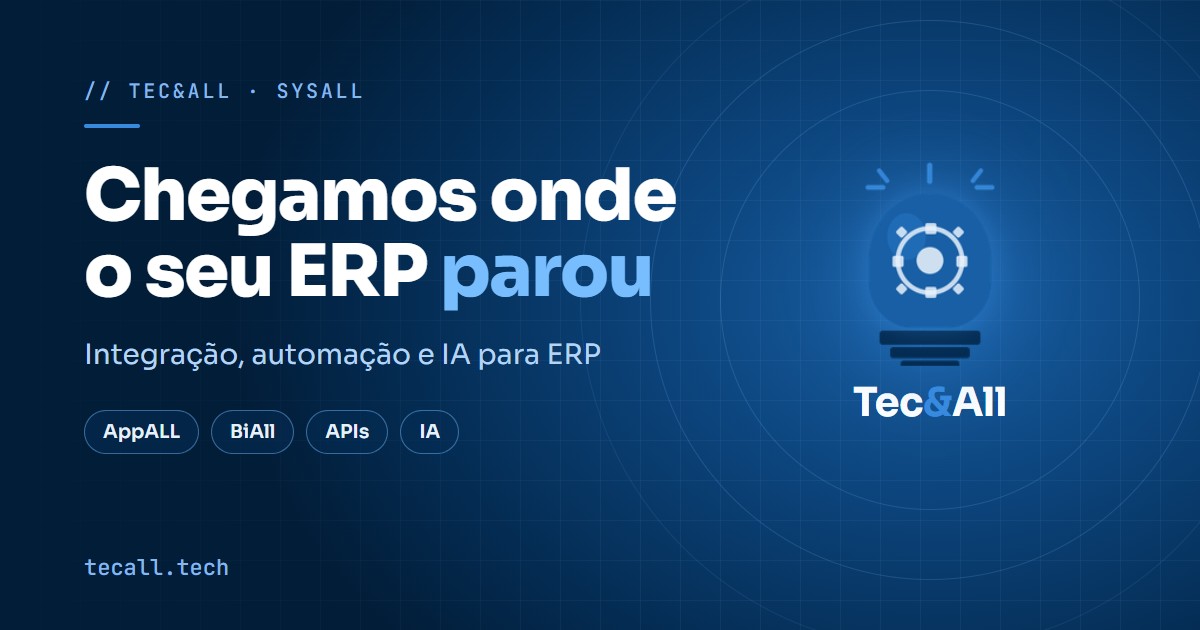 // TEC&ALL · SYSALL
Chegamos onde
o seu ERP parou
Integração, automação e IA para ERP
AppALL BiAll APIs IA
Tec&All
tecall.tech